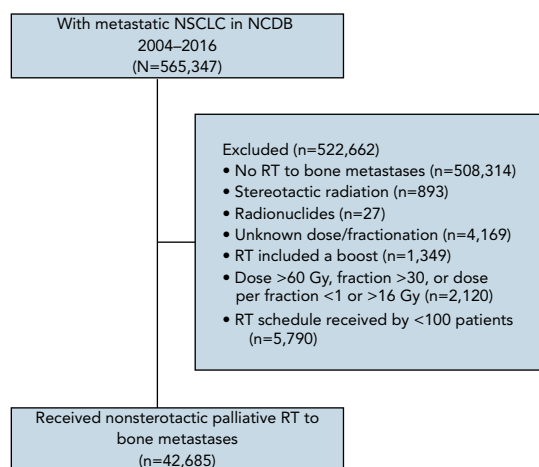 With metastatic NSCLC in NCDB
2004–2016
(N=565,347)
Excluded (n=522,662)
• No RT to bone metastases (n=508,314)
• Stereotactic radiation (n=893)
• Radionuclides (n=27)
• Unknown dose/fractionation (n=4,169)
• RT included a boost (n=1,349)
• Dose >60 Gy, fraction >30, or dose
per fraction <1 or >16 Gy (n=2,120)
• RT schedule received by <100 patients
(n=5,790)
Received nonsterotactic palliative RT to
bone metastases
(n=42,685)